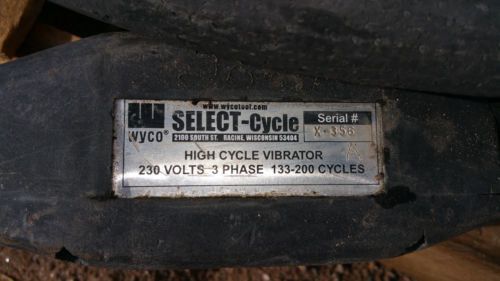 www.wycotool.com
SELECT-Cycle
Serial #
X-356
wyco®
2100 SOUTH ST. RACINE, WISCONSIN 53404
HIGH CYCLE VIBRATOR
230 VOLTS 3 PHASE 133-200 CYCLES